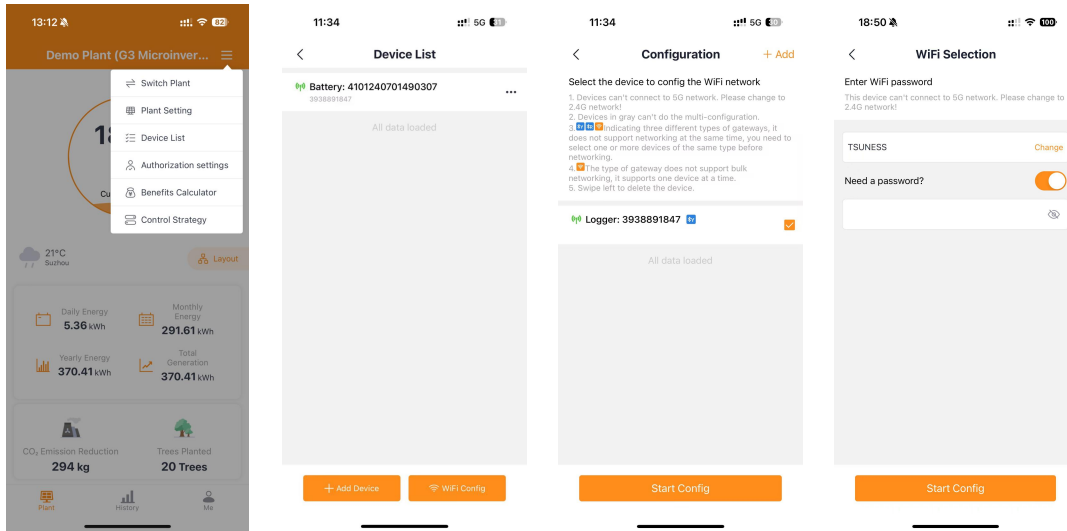 13:12
82
Demo Plant (G3 Microinver...
Switch Plant
Plant Setting
Device List
Authorization settings
Benefits Calculator
Control Strategy
21°C
Suzhou
Layout
Daily Energy
5.36 kWh
Monthly
Energy
291.61 kWh
Yearly Energy
370.41 kWh
Total
Generation
370.41 kWh
CO₂ Emission Reduction
294 kg
Trees Planted
20 Trees
Plant
History
Me
11:34
5G 31
Device List
Battery: 4101240701490307
3938891847
All data loaded
+ Add Device
WiFi Config
11:34
5G 30
Configuration
+ Add
Select the device to config the WiFi network
1. Devices can't connect to 5G network. Please change to
2.4G network!
2. Devices in gray can't do the multi-configuration.
3. indicating three different types of gateways, it
does not support networking at the same time, you need to
select one or more devices of the same type before
networking.
4. The type of gateway does not support bulk
networking, it supports one device at a time.
5. Swipe left to delete the device.
Logger: 3938891847
All data loaded
Start Config
18:50
100
WiFi Selection
Enter WiFi password
This device can't connect to 5G network. Please change to
2.4G network!
TSUNESS
Change
Need a password?
Start Config